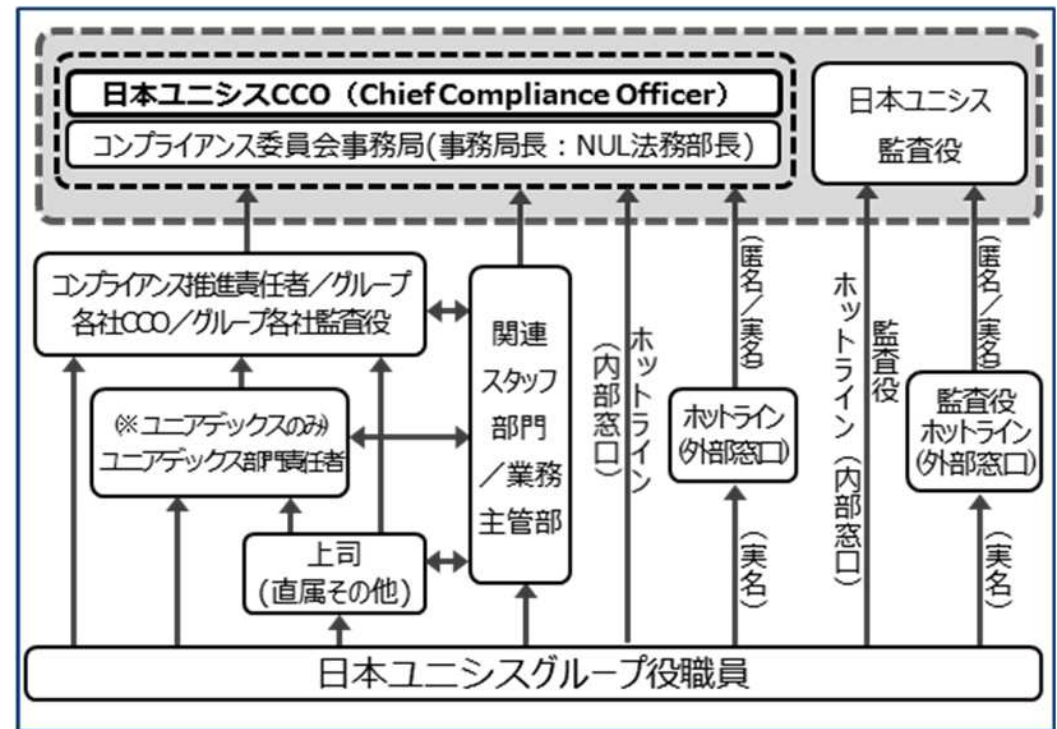 日本ユニシスCCO（Chief Compliance Officer）
コンプライアンス委員会事務局(事務局長：NUL法務部長)
日本ユニシス
監査役
コンプライアンス推進責任者／グループ
各社CCO／グループ各社監査役
(※ユニアデックスのみ)
ユニアデックス部門責任者
上司
(直属その他)
関連
スタッフ
部門
／業務
主管部
ホットライン
（内部窓口）
（匿名／実名）
ホットライン
(外部窓口)
（実名）
監査役
ホットライン（内部窓口）
（匿名／実名）
監査役
ホットライン
(外部窓口)
（実名）
日本ユニシスグループ役職員